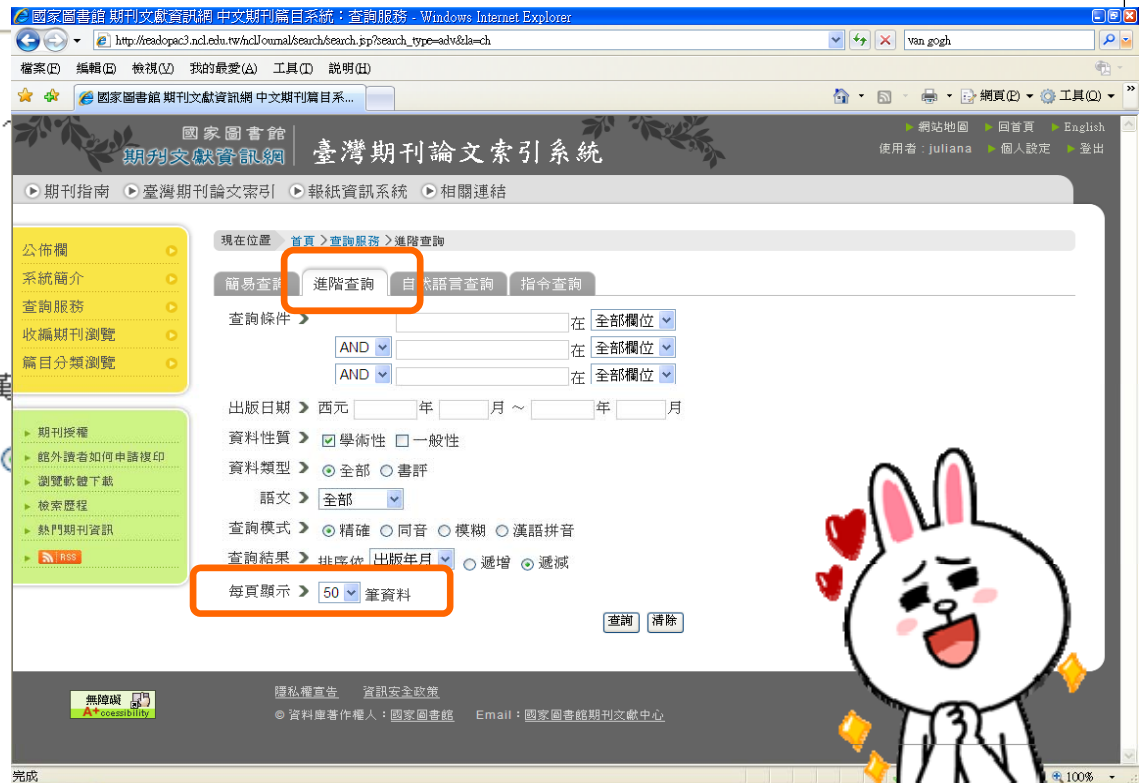 國家圖書館 期刊文獻資訊網 中文期刊篇目系統：查詢服務 - Windows Internet Explorer
http://readopac3.ncl.edu.tw/nclJournal/search/search.jsp?search_type=adv&la=ch
van gogh
檔案(F) 編輯(E) 檢視(V) 我的最愛(A) 工具(T) 說明(H)
國家圖書館 期刊文獻資訊網 中文期刊篇目系...
網頁(P) 工具(O)
國家圖書館
期刊文獻資訊網
臺灣期刊論文索引系統
網站地圖 回首頁 English
使用者：juliana 個人設定 登出
期刊指南 臺灣期刊論文索引 報紙資訊系統 相關連結
公佈欄
系統簡介
查詢服務
收編期刊瀏覽
篇目分類瀏覽
期刊授權
館外讀者如何申請複印
瀏覽軟體下載
檢索歷程
熱門期刊資訊
RSS
現在位置 首頁〉查詢服務〉進階查詢
簡易查詢 進階查詢 自然語言查詢 指令查詢
查詢條件 在 全部欄位
AND 在 全部欄位
AND 在 全部欄位
出版日期 西元 年 月 ～ 年 月
資料性質 學術性 一般性
資料類型 全部 書評
語文 全部
查詢模式 精確 同音 模糊 漢語拼音
查詢結果 排序依 出版年月 遞增 遞減
每頁顯示 50 筆資料
查詢 清除
無障礙
A+ccessibility
隱私權宣告 資訊安全政策
© 資料庫著作權人：國家圖書館 Email：國家圖書館期刊文獻中心
完成
100%